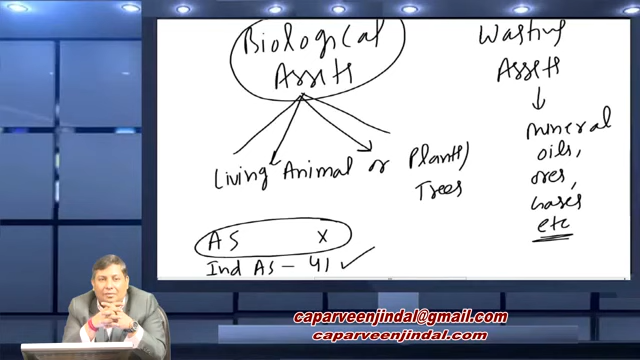 Biological
Assets
Living Animal or Plants/
Trees
AS x
Ind AS - 41 ✓
Wasting
Assets
mineral
oils,
ores,
Gases
etc
caparveenjindal@gmail.com
caparveenjindal.com